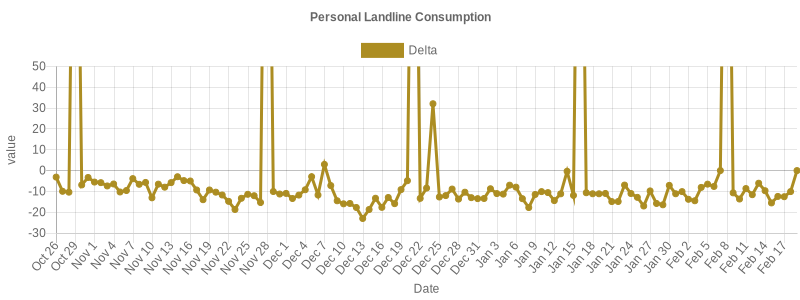 Personal Landline Consumption
Delta
value
50
40
30
20
10
0
-10
-20
-30
Oct 26
Oct 29
Nov 1
Nov 4
Nov 7
Nov 10
Nov 13
Nov 16
Nov 19
Nov 22
Nov 25
Nov 28
Dec 1
Dec 4
Dec 7
Dec 10
Dec 13
Dec 16
Dec 19
Dec 22
Dec 25
Dec 28
Dec 31
Jan 3
Jan 6
Jan 9
Jan 12
Jan 15
Jan 18
Jan 21
Jan 24
Jan 27
Jan 30
Feb 2
Feb 5
Feb 8
Feb 11
Feb 14
Feb 17
Date